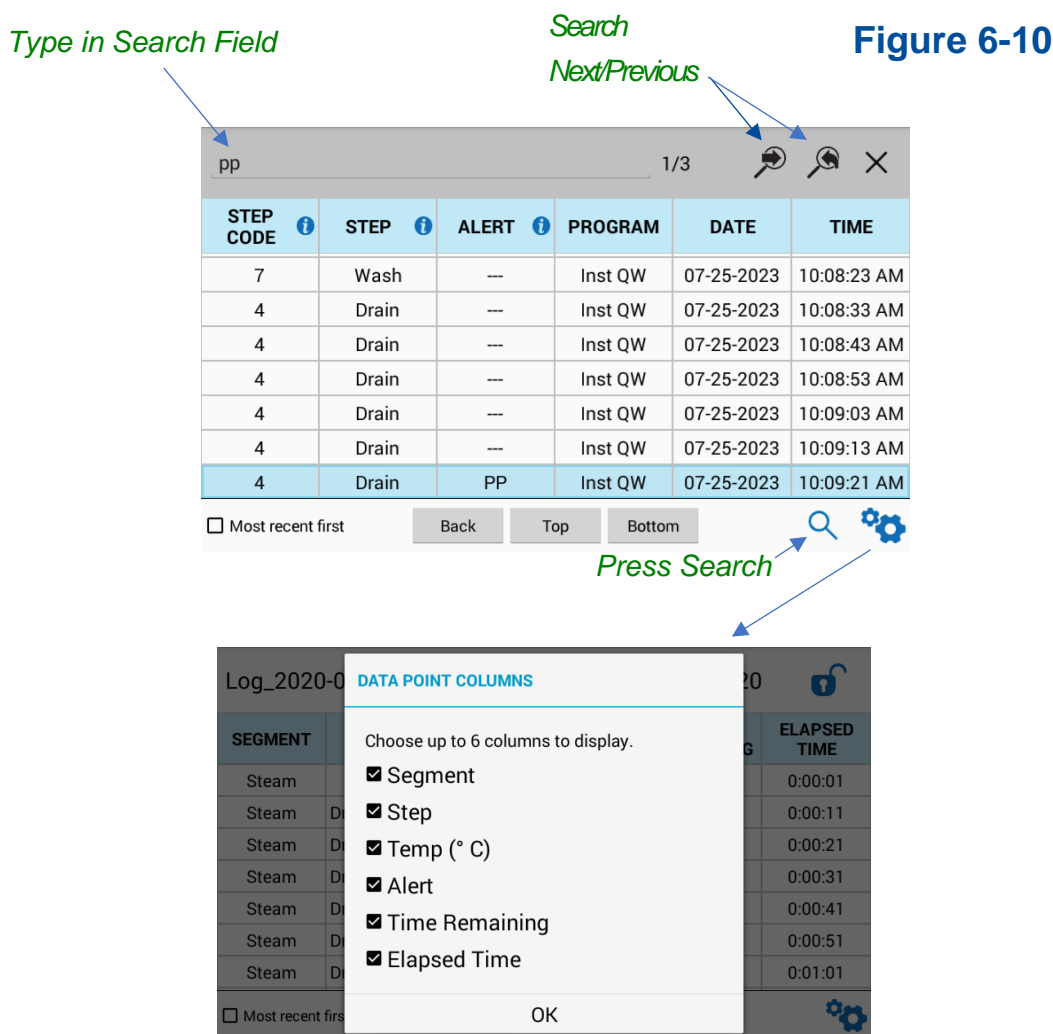 Type in Search Field
Search
Next/Previous
Figure 6-10
pp 1/3
STEP CODE i STEP i ALERT i PROGRAM DATE TIME
7 Wash --- Inst QW 07-25-2023 10:08:23 AM
4 Drain --- Inst QW 07-25-2023 10:08:33 AM
4 Drain --- Inst QW 07-25-2023 10:08:43 AM
4 Drain --- Inst QW 07-25-2023 10:08:53 AM
4 Drain --- Inst QW 07-25-2023 10:09:03 AM
4 Drain --- Inst QW 07-25-2023 10:09:13 AM
4 Drain PP Inst QW 07-25-2023 10:09:21 AM
Most recent first Back Top Bottom
Press Search
Log_2020-0 20
DATA POINT COLUMNS
SEGMENT G ELAPSED TIME
Choose up to 6 columns to display.
Steam 0:00:01
Segment
Steam 0:00:11
Step
Steam 0:00:21
Temp (° C)
Steam 0:00:31
Alert
Steam 0:00:41
Time Remaining
Steam 0:00:51
Elapsed Time
Steam 0:01:01
Most recent firs
OK